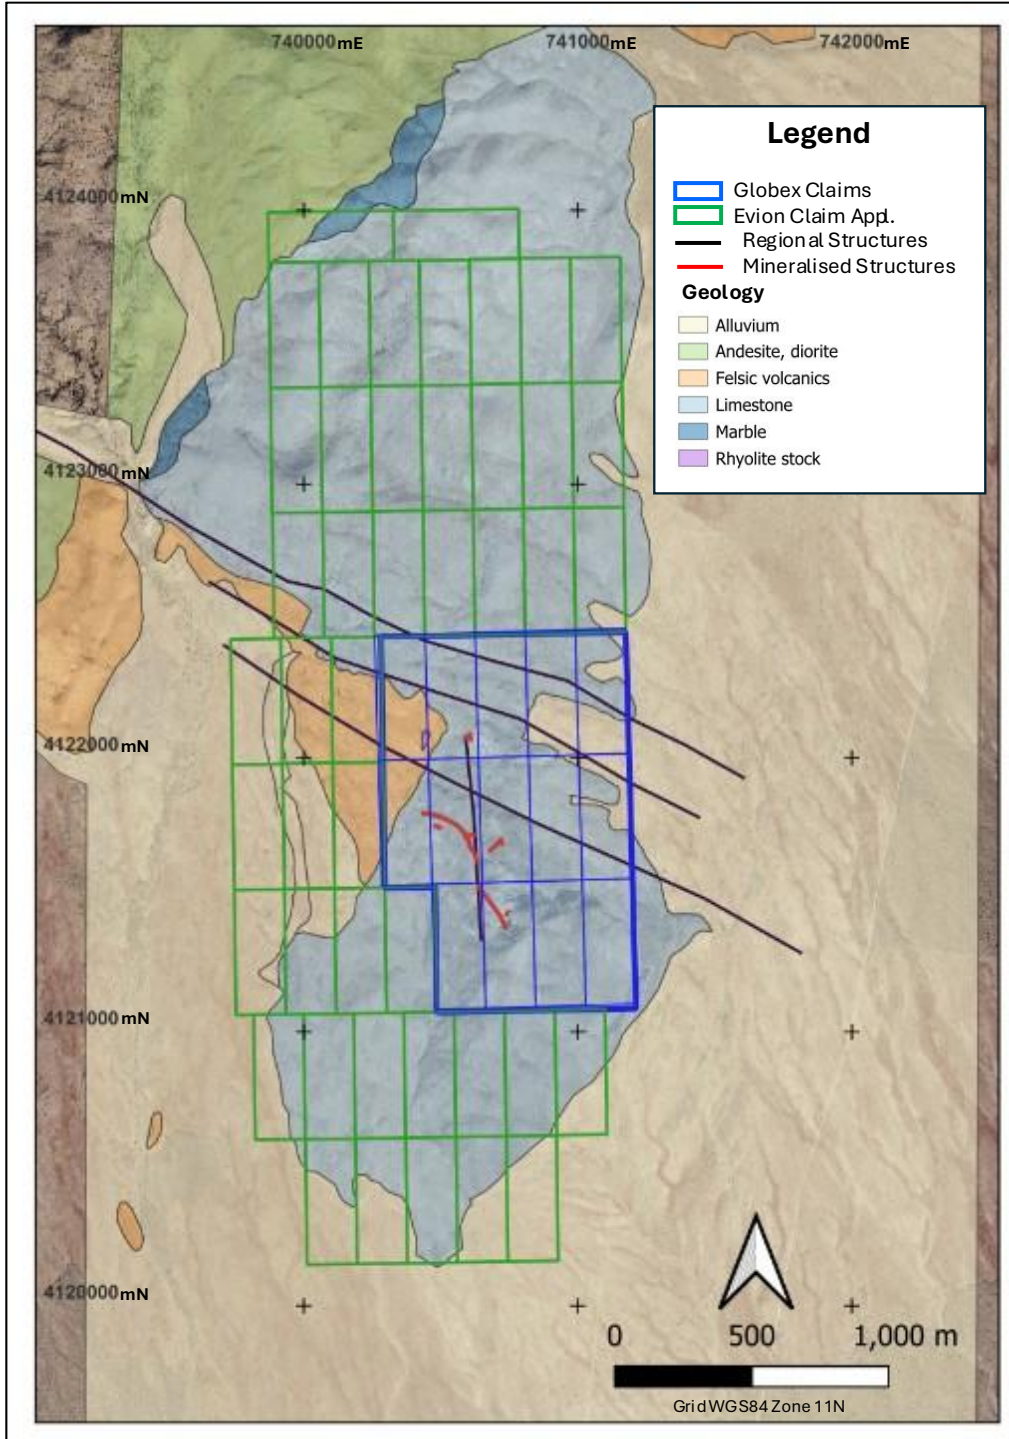 740000mE 741000mE 742000mE
Legend
4124000mN
Globex Claims
Evion Claim Appl.
Regional Structures
Mineralised Structures
Geology
Alluvium
Andesite, diorite
Felsic volcanics
Limestone
Marble
Rhyolite stock
4123000mN
4122000mN
4121000mN
4120000mN
0 500 1,000 m
Grid WGS84 Zone 11N